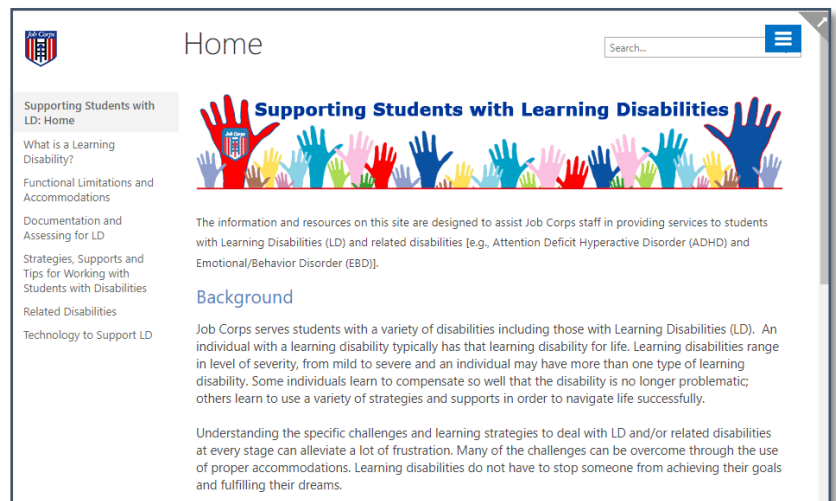 Job Corps
Home
Search...
Supporting Students with
LD: Home
What is a Learning
Disability?
Functional Limitations and
Accommodations
Documentation and
Assessing for LD
Strategies, Supports and
Tips for Working with
Students with Disabilities
Related Disabilities
Technology to Support LD
Supporting Students with Learning Disabilities
Job Corps
The information and resources on this site are designed to assist Job Corps staff in providing services to students
with Learning Disabilities (LD) and related disabilities [e.g., Attention Deficit Hyperactive Disorder (ADHD) and
Emotional/Behavior Disorder (EBD)].
Background
Job Corps serves students with a variety of disabilities including those with Learning Disabilities (LD). An
individual with a learning disability typically has that learning disability for life. Learning disabilities range
in level of severity, from mild to severe and an individual may have more than one type of learning
disability. Some individuals learn to compensate so well that the disability is no longer problematic;
others learn to use a variety of strategies and supports in order to navigate life successfully.
Understanding the specific challenges and learning strategies to deal with LD and/or related disabilities
at every stage can alleviate a lot of frustration. Many of the challenges can be overcome through the use
of proper accommodations. Learning disabilities do not have to stop someone from achieving their goals
and fulfilling their dreams.